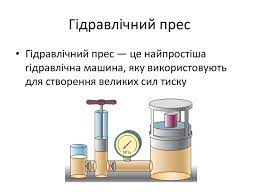 Гідравлічний прес
• Гідравлічний прес — це найпростіша
гідравлічна машина, яку використовують
для створення великих сил тиску